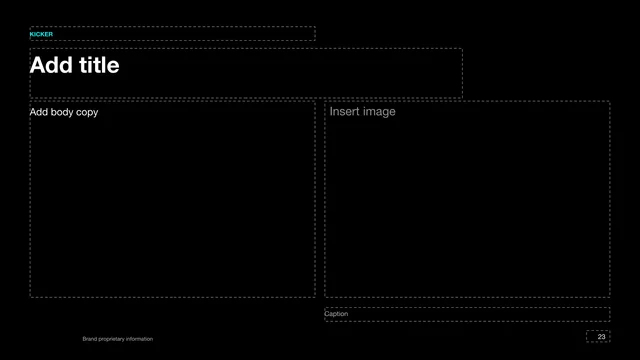 KICKER
Add title
Add body copy
Insert image
Caption
Brand proprietary information
23